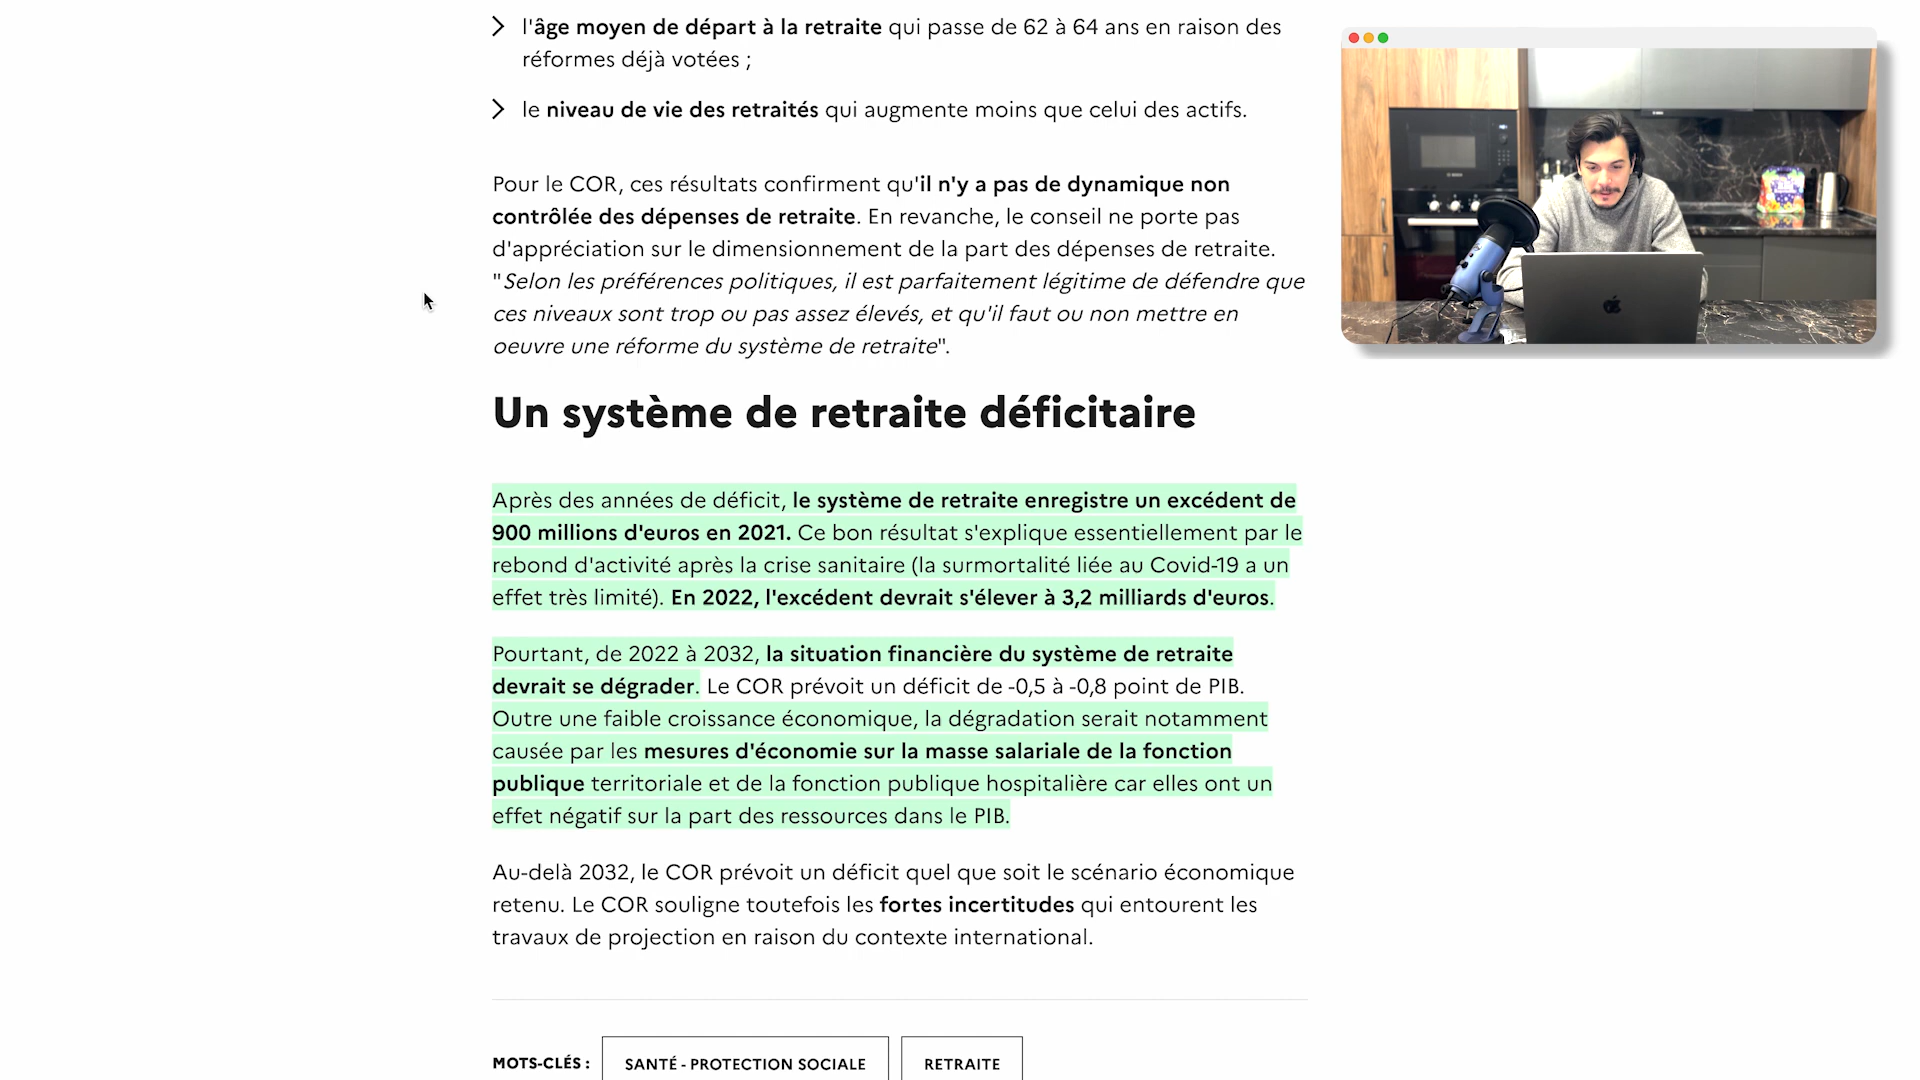 l'âge moyen de départ à la retraite qui passe de 62 à 64 ans en raison des
réformes déjà votées ;
le niveau de vie des retraités qui augmente moins que celui des actifs.
Pour le COR, ces résultats confirment qu'il n'y a pas de dynamique non
contrôlée des dépenses de retraite. En revanche, le conseil ne porte pas
d'appréciation sur le dimensionnement de la part des dépenses de retraite.
"Selon les préférences politiques, il est parfaitement légitime de défendre que
ces niveaux sont trop ou pas assez élevés, et qu'il faut ou non mettre en
oeuvre une réforme du système de retraite".
Un système de retraite déficitaire
Après des années de déficit, le système de retraite enregistre un excédent de
900 millions d'euros en 2021. Ce bon résultat s'explique essentiellement par le
rebond d'activité après la crise sanitaire (la surmortalité liée au Covid-19 a un
effet très limité). En 2022, l'excédent devrait s'élever à 3,2 milliards d'euros.
Pourtant, de 2022 à 2032, la situation financière du système de retraite
devrait se dégrader. Le COR prévoit un déficit de -0,5 à -0,8 point de PIB.
Outre une faible croissance économique, la dégradation serait notamment
causée par les mesures d'économie sur la masse salariale de la fonction
publique territoriale et de la fonction publique hospitalière car elles ont un
effet négatif sur la part des ressources dans le PIB.
Au-delà 2032, le COR prévoit un déficit quel que soit le scénario économique
retenu. Le COR souligne toutefois les fortes incertitudes qui entourent les
travaux de projection en raison du contexte international.
MOTS-CLÉS : SANTÉ - PROTECTION SOCIALE RETRAITE